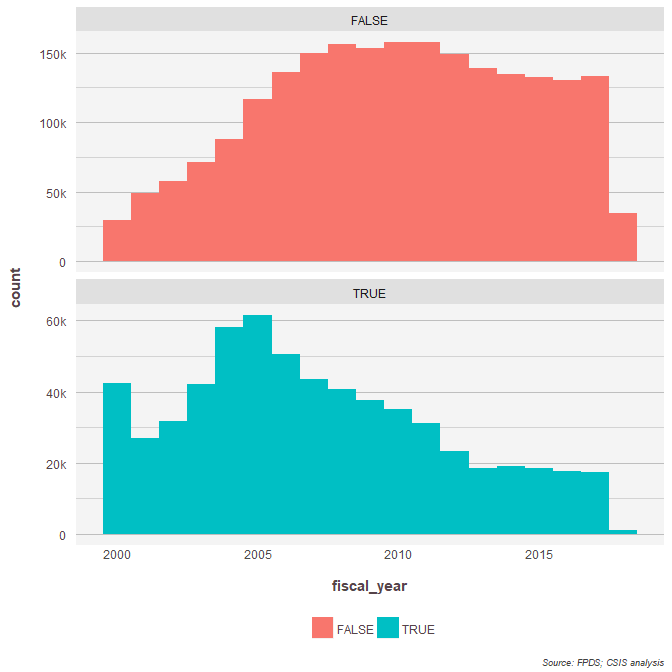 FALSE
150k
100k
50k
0
count
TRUE
60k
40k
20k
0
2000 2005 2010 2015
fiscal_year
FALSE TRUE
Source: FPDS; CSIS analysis